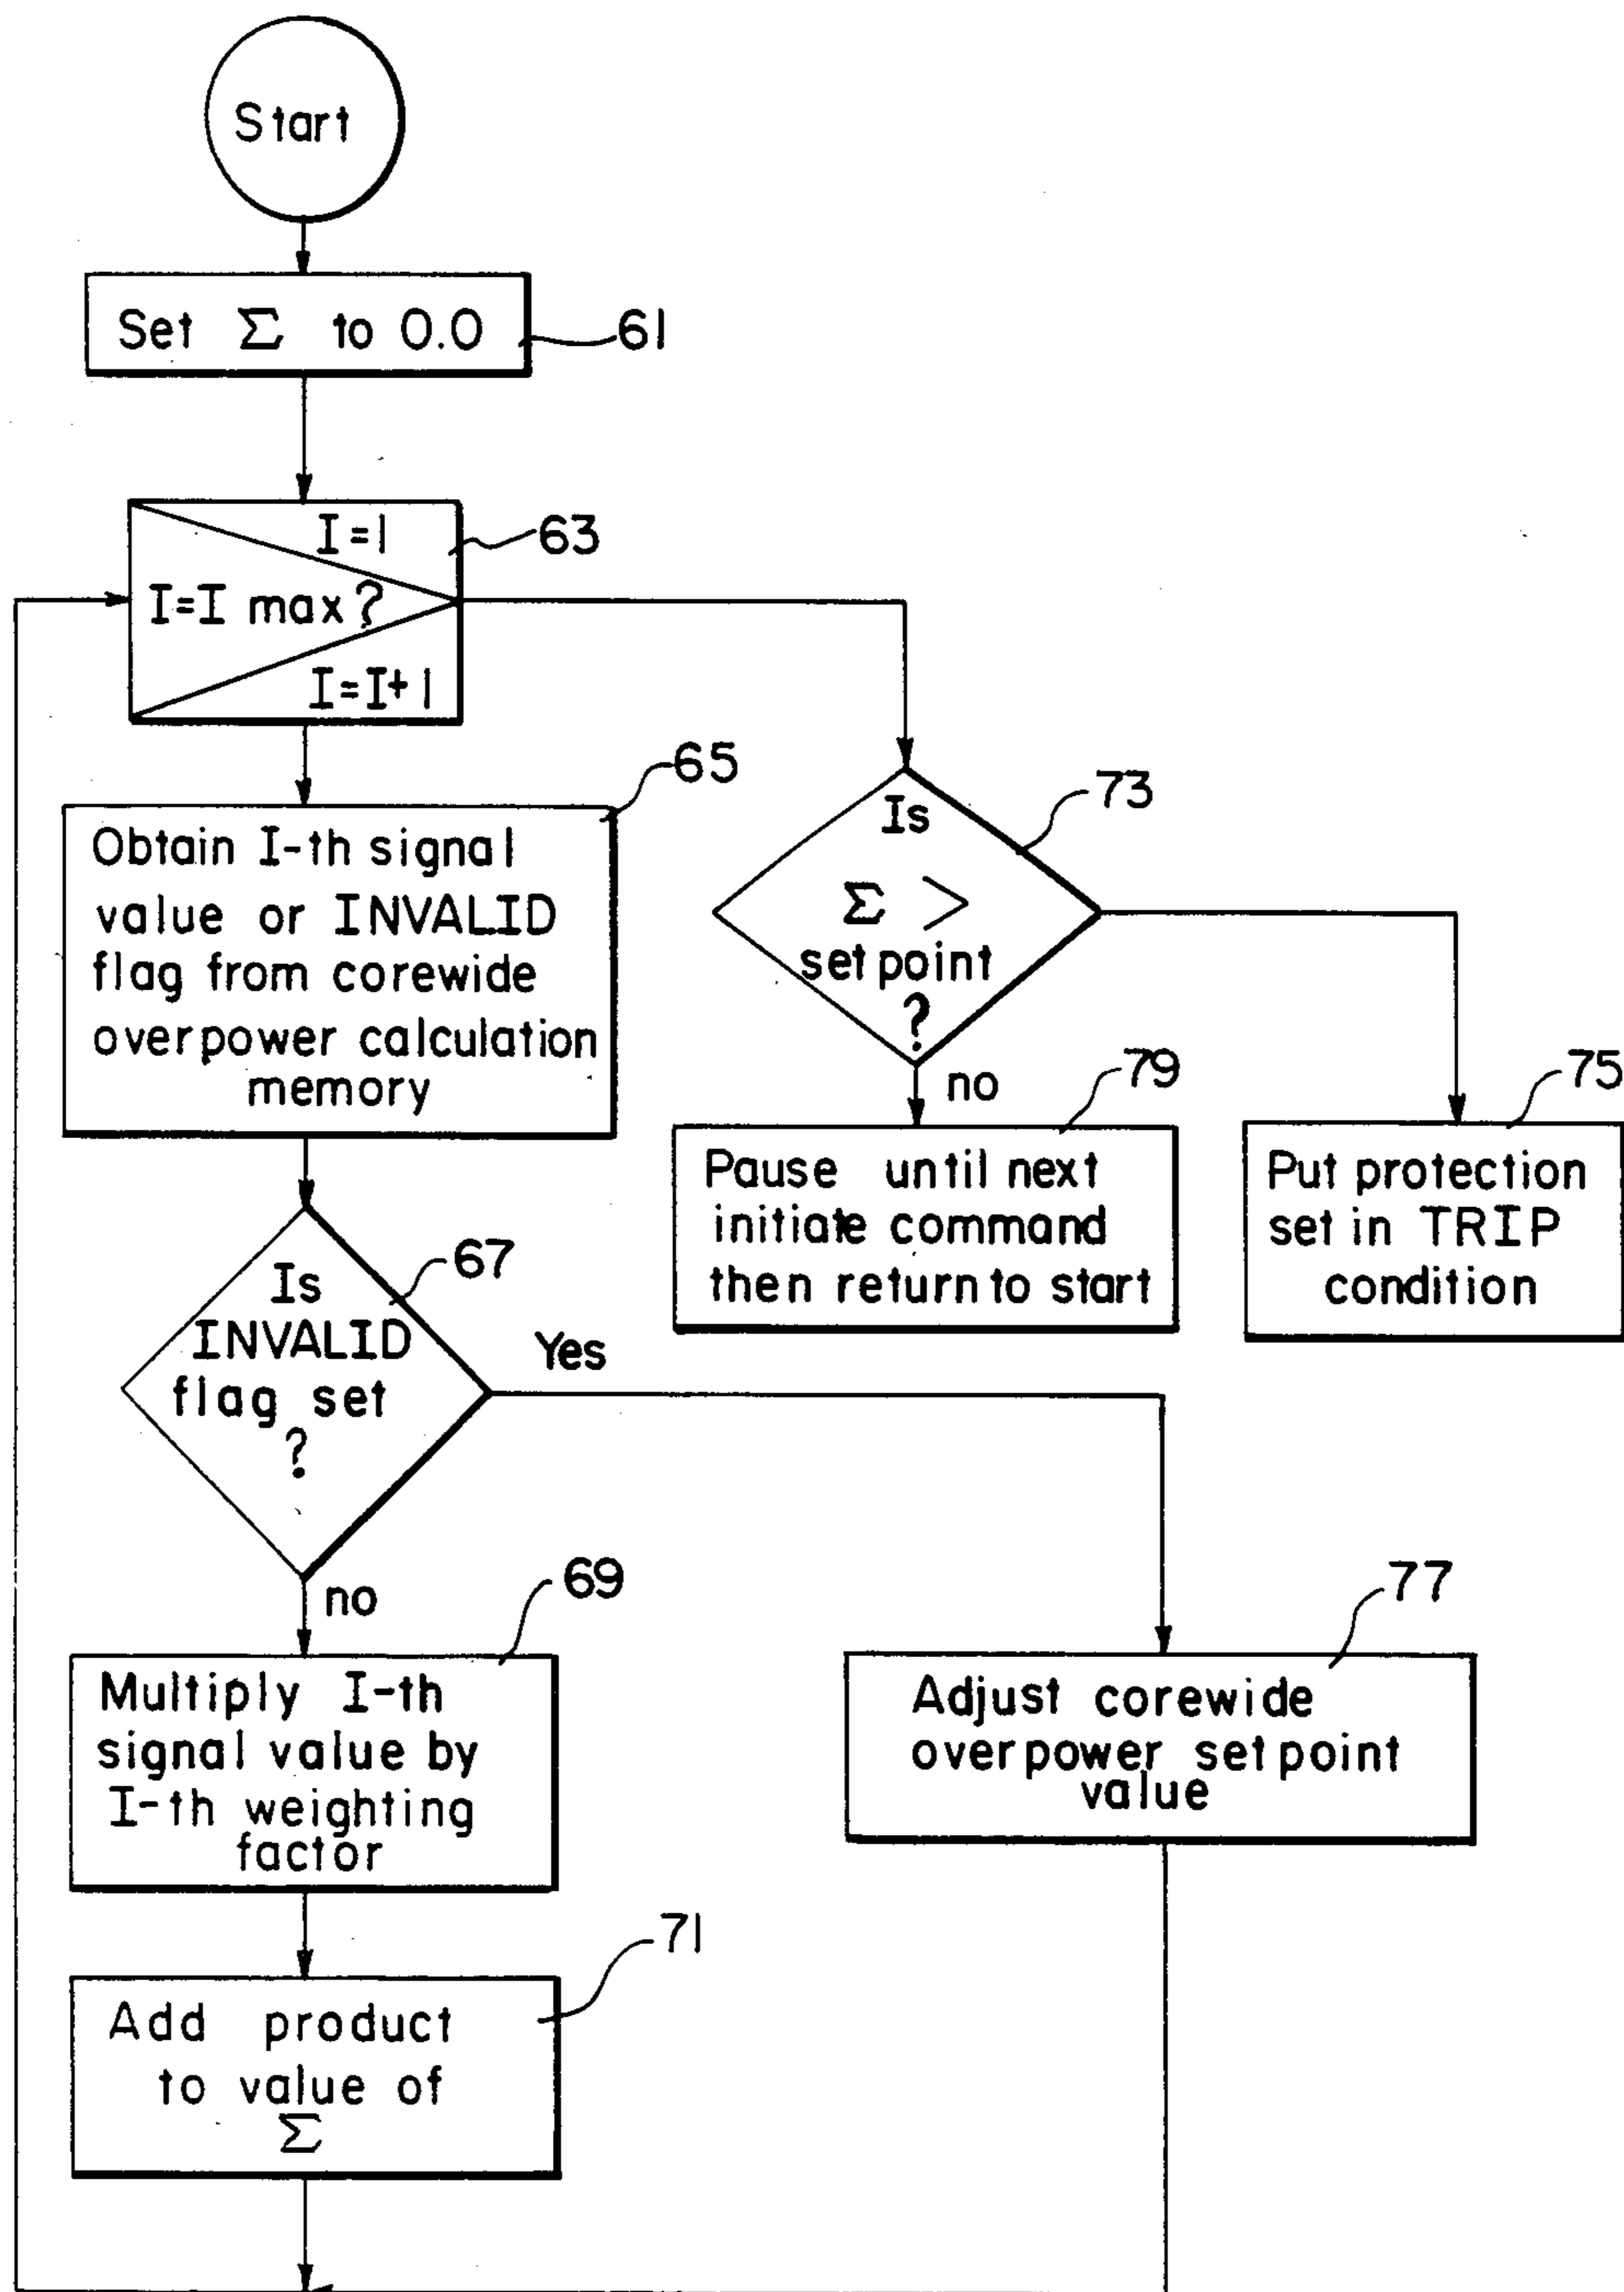 Start
Set Σ to 0.0
61
I=1
63
I=I max?
I=I+1
65
Obtain I-th signal
value or INVALID
flag from corewide
overpower calculation
memory
73
Is
Σ >
setpoint
?
no
79
Pause until next
initiate command
then return to start
75
Put protection
set in TRIP
condition
67
Is
INVALID
flag set
?
Yes
no
69
Multiply I-th
signal value by
I-th weighting
factor
77
Adjust corewide
overpower setpoint
value
71
Add product
to value of
Σ